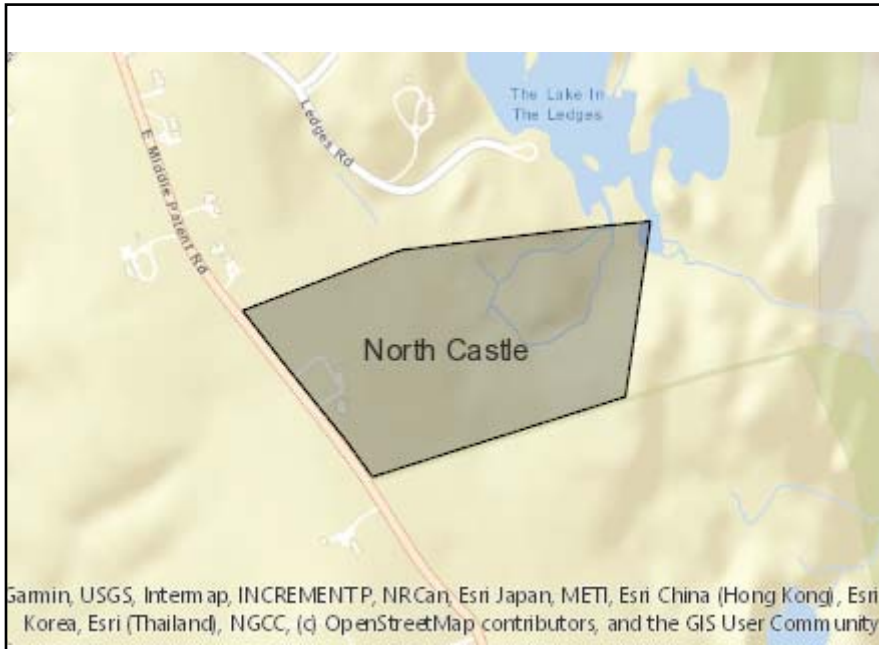 The Lake In
The Ledges
Ledges Rd
E Middle Patent Rd
North Castle
Garmin, USGS, Intermap, INCREMENT P, NRCan, Esri Japan, METI, Esri China (Hong Kong), Esri
Korea, Esri (Thailand), NGCC, (c) OpenStreetMap contributors, and the GIS User Community